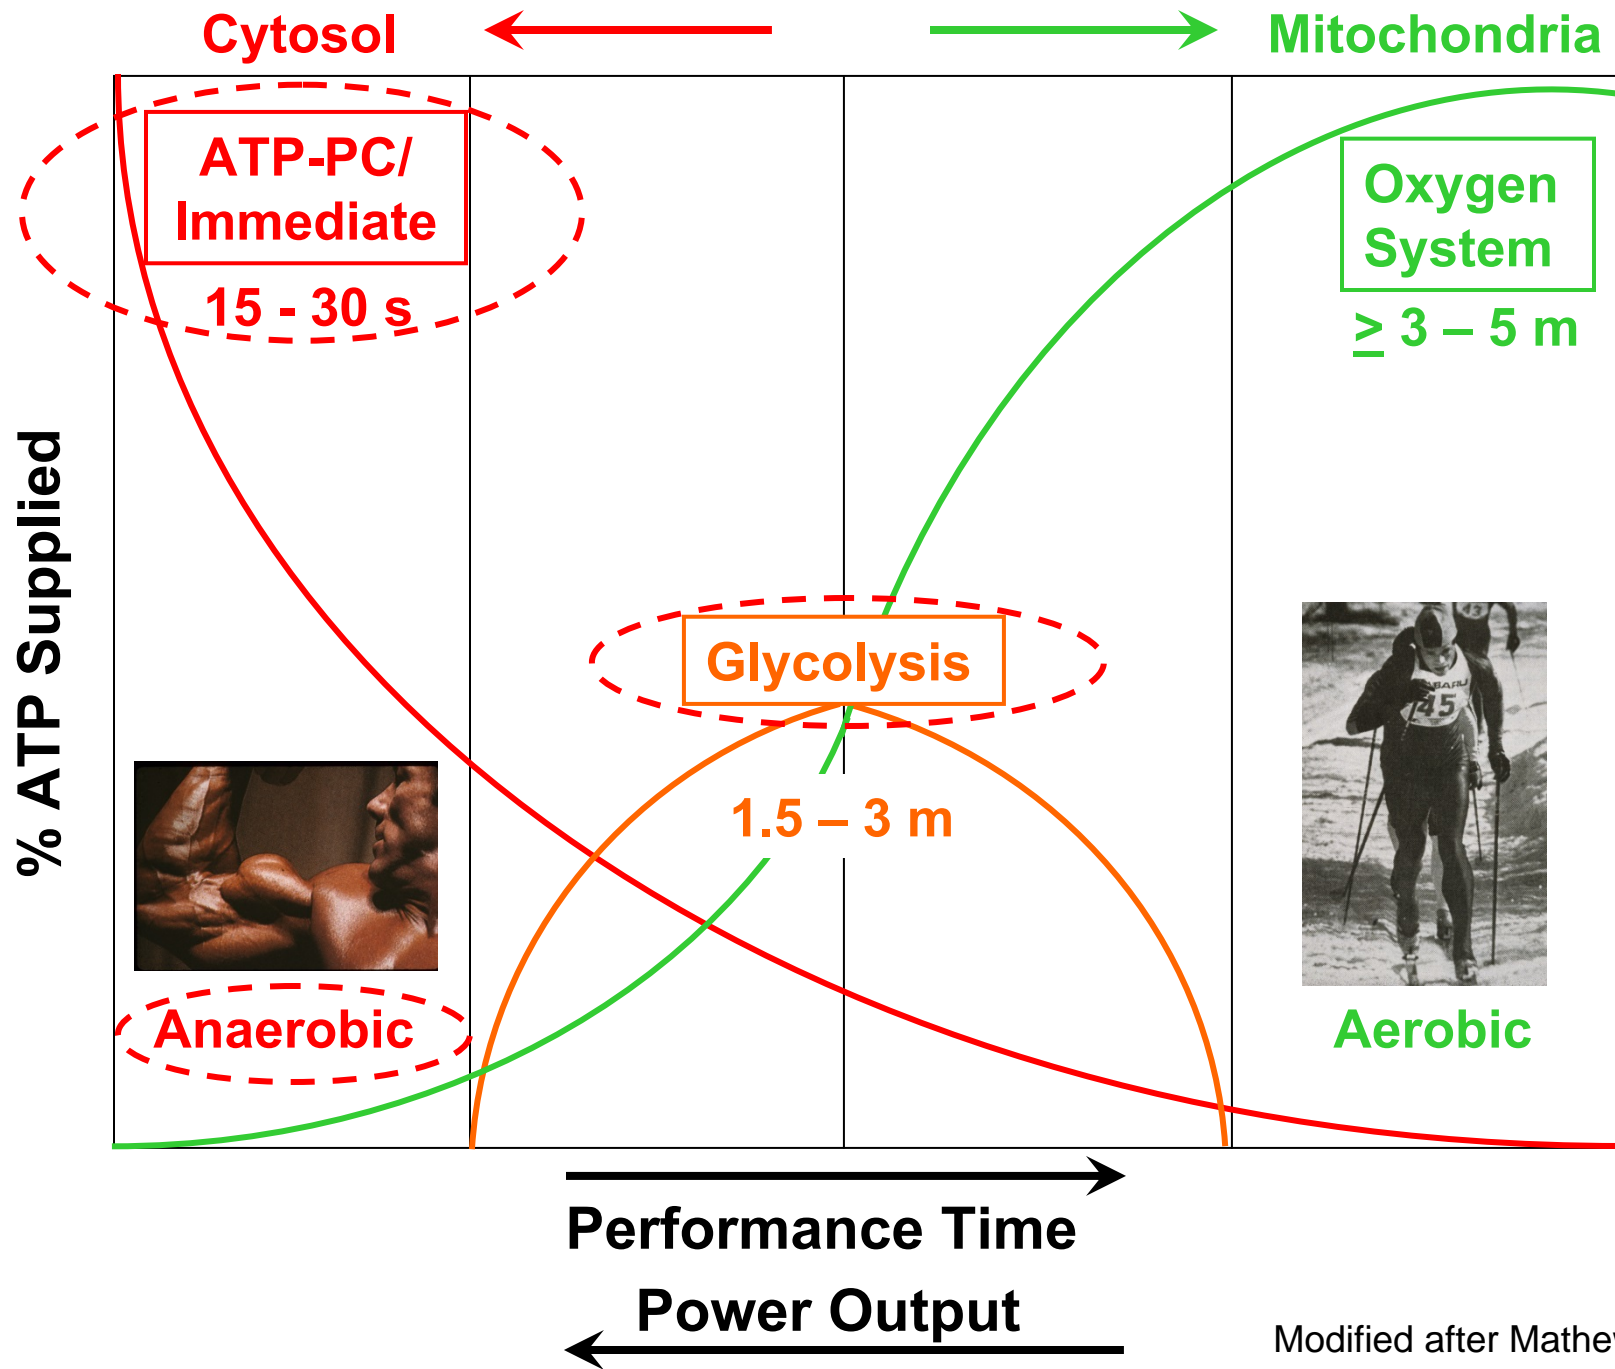 Cytosol
Mitochondria
ATP-PC/
Immediate
15 - 30 s
Oxygen
System
≥ 3 – 5 m
% ATP Supplied
Glycolysis
1.5 – 3 m
45
Anaerobic
Aerobic
Performance Time
Power Output
Modified after